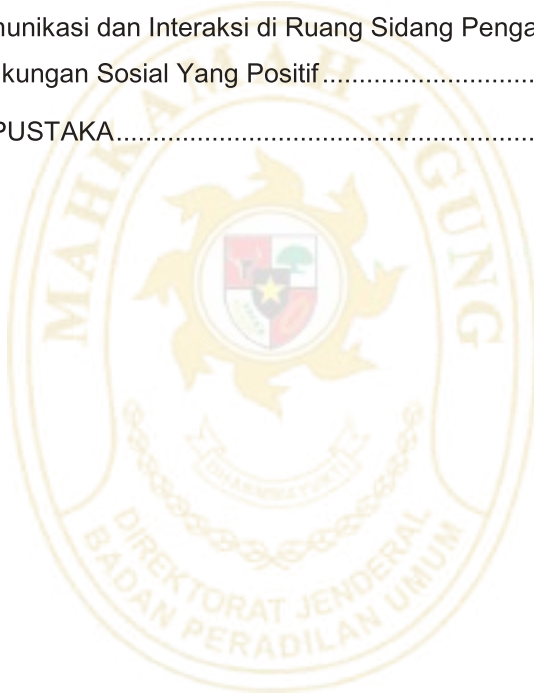 munikasi dan Interaksi di Ruang Sidang Penga
kungan Sosial Yang Positif..............................
PUSTAKA.............................................................
MAHKAMAH AGUNG
DHARMMAYUKTI
DIREKTORAT JENDERAL
BADAN PERADILAN UMUM